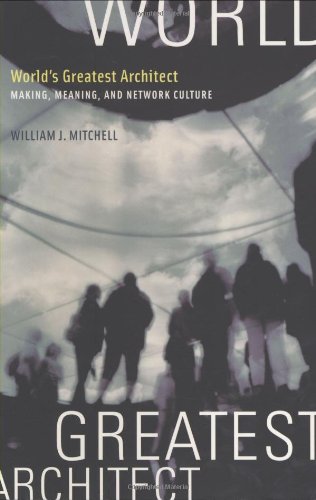 WORLD
World's Greatest Architect
MAKING, MEANING, AND NETWORK CULTURE
WILLIAM J. MITCHELL
GREATEST
ARCHITECT